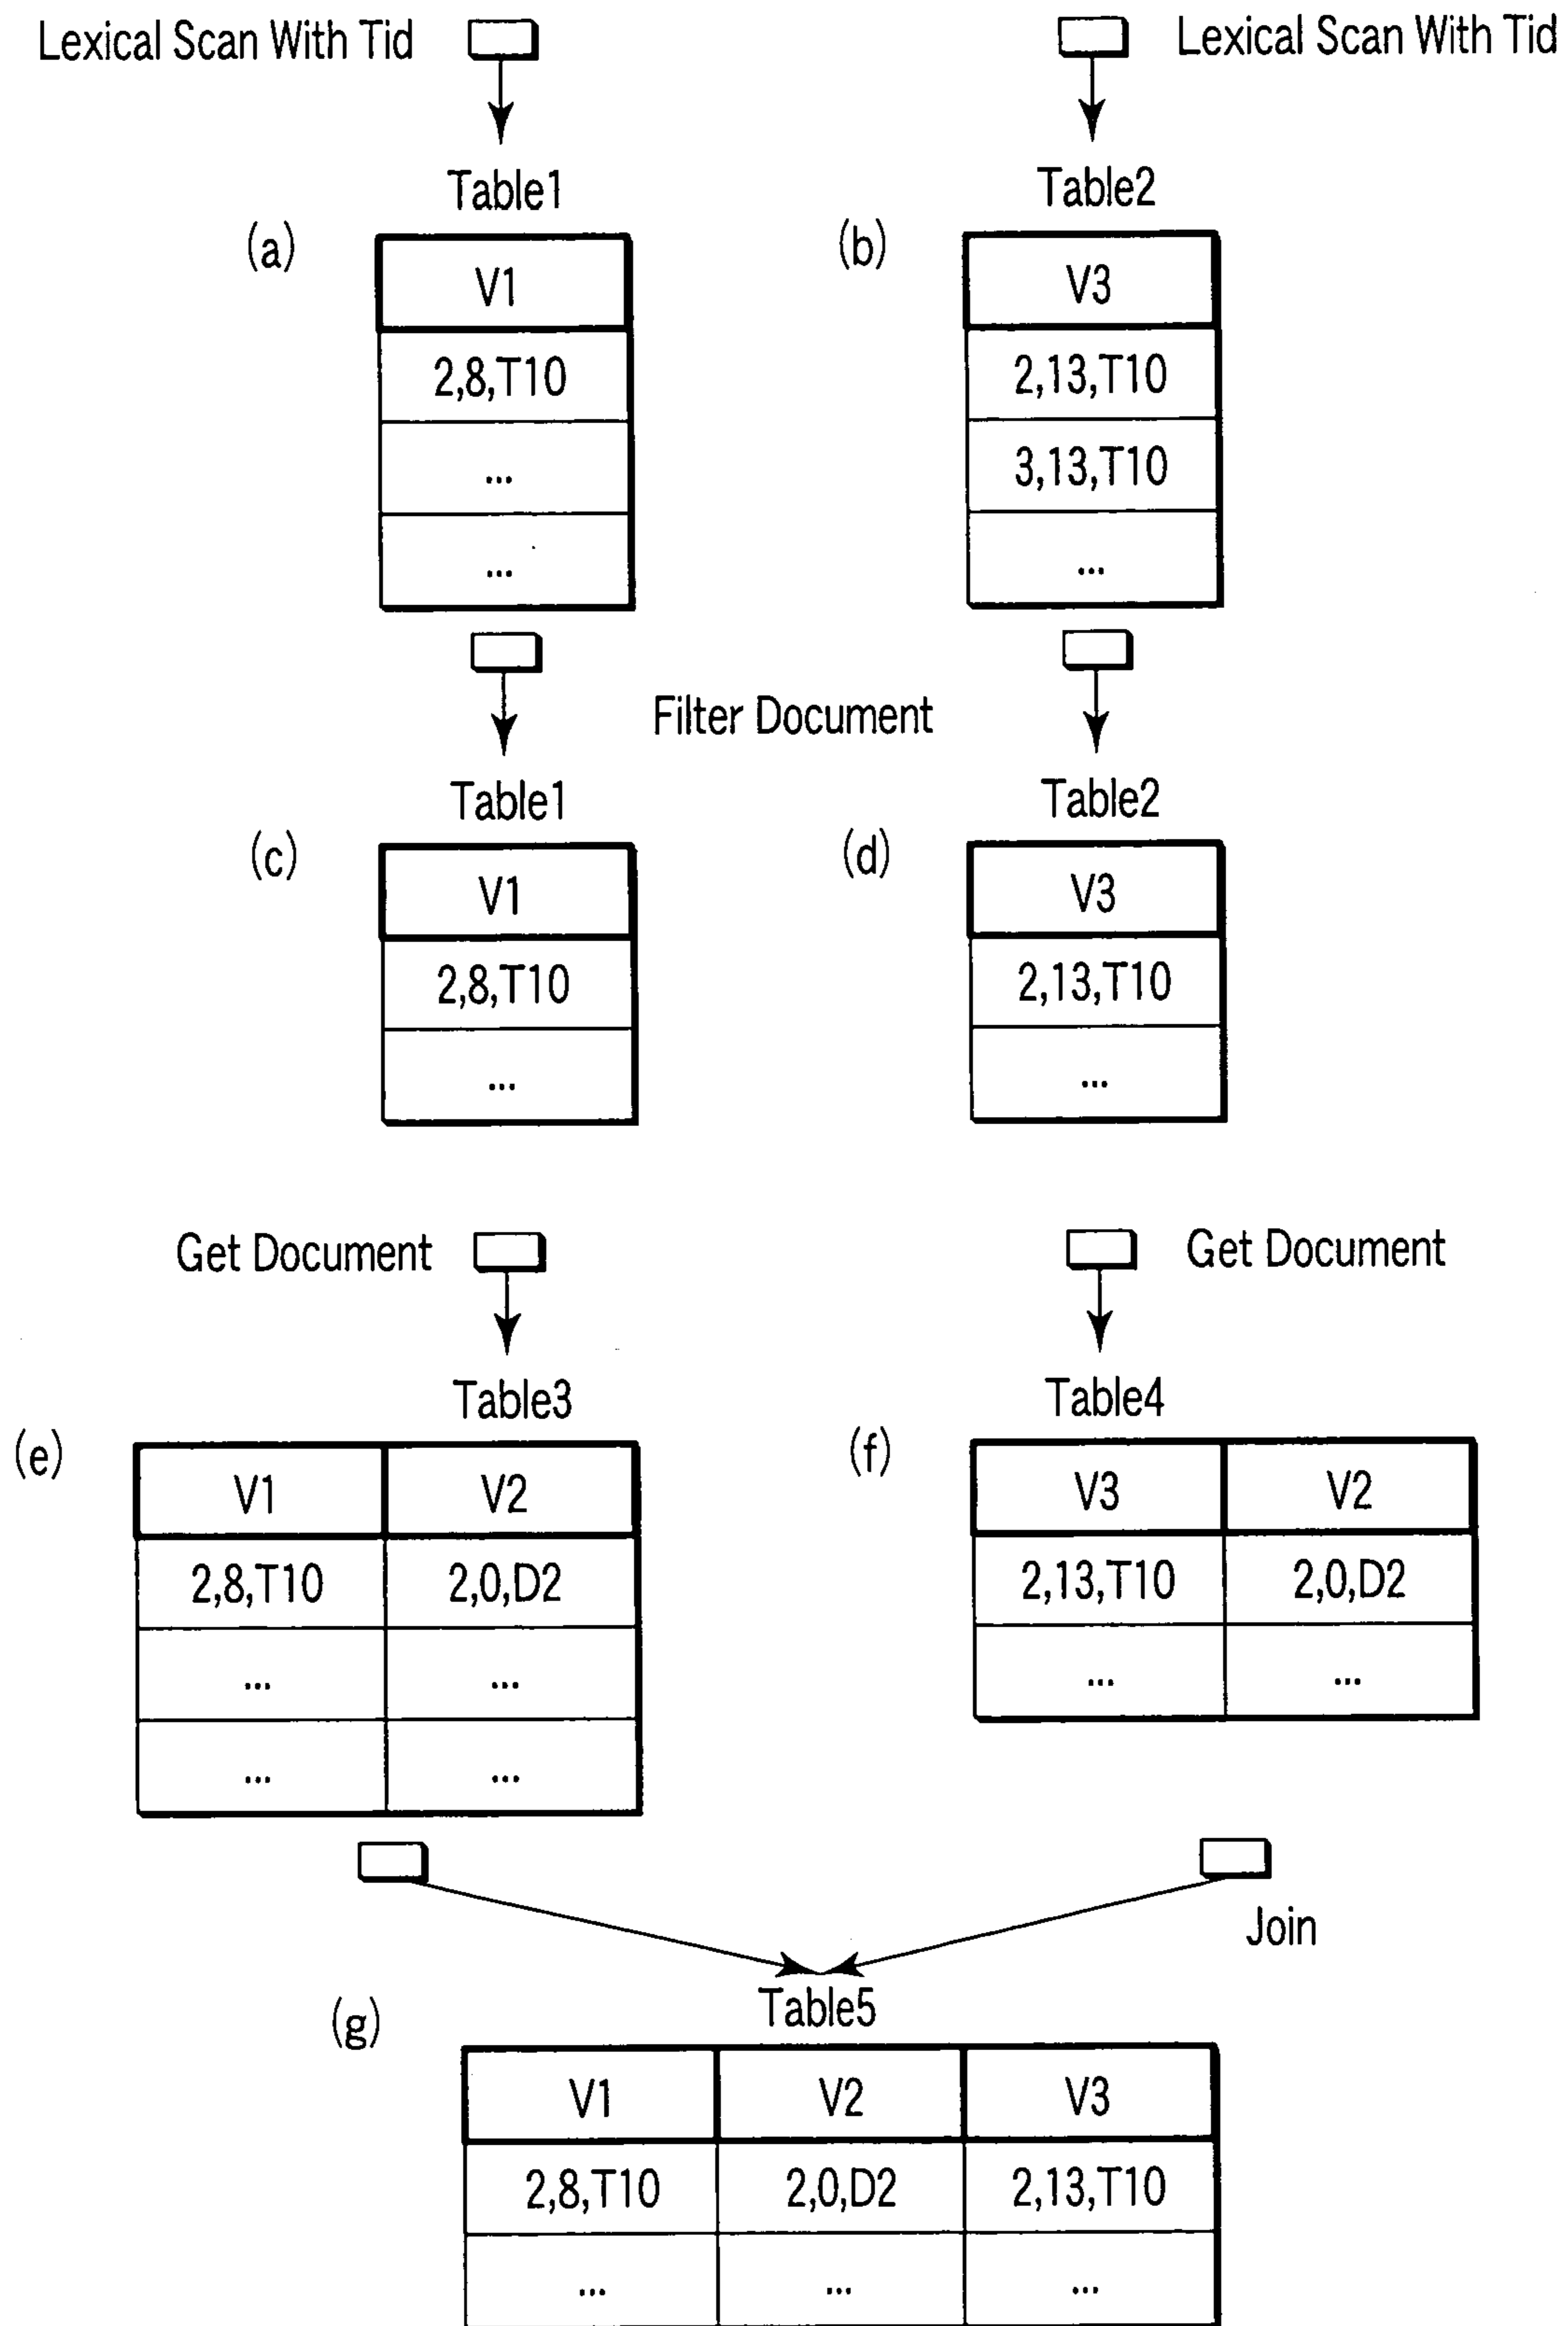 Lexical Scan With Tid
Lexical Scan With Tid
Table1
Table2
(a)
(b)
V1
V3
2,8,T10
2,13,T10
...
3,13,T10
...
...
Filter Document
Table1
Table2
(c)
(d)
V1
V3
2,8,T10
2,13,T10
...
...
Get Document
Get Document
Table3
Table4
(e)
(f)
V1 V2
V3 V2
2,8,T10 2,0,D2
2,13,T10 2,0,D2
... ...
... ...
... ...
Join
Table5
(g)
V1 V2 V3
2,8,T10 2,0,D2 2,13,T10
... ... ...